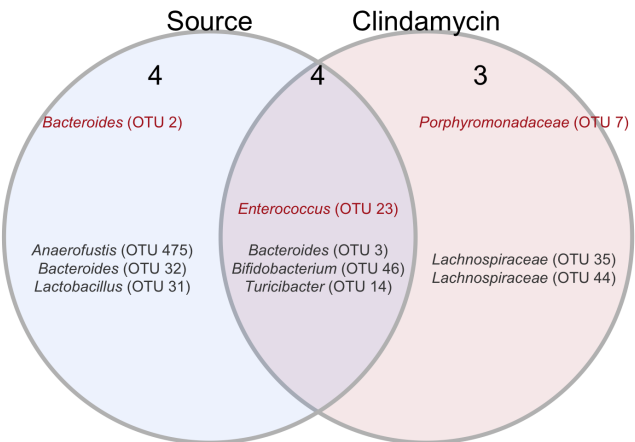 Source
Clindamycin
4
4
3
Bacteroides (OTU 2)
Porphyromonadaceae (OTU 7)
Enterococcus (OTU 23)
Anaerofustis (OTU 475)
Bacteroides (OTU 32)
Lactobacillus (OTU 31)
Bacteroides (OTU 3)
Bifidobacterium (OTU 46)
Turicibacter (OTU 14)
Lachnospiraceae (OTU 35)
Lachnospiraceae (OTU 44)